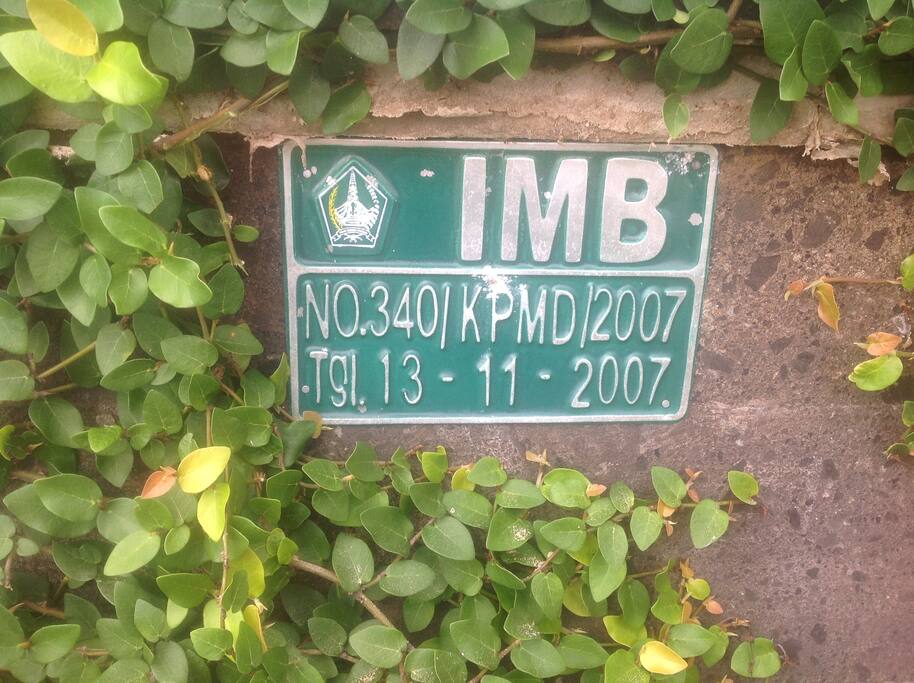 IMB
NO.340/KPMD/2007
Tgl. 13 - 11 - 2007